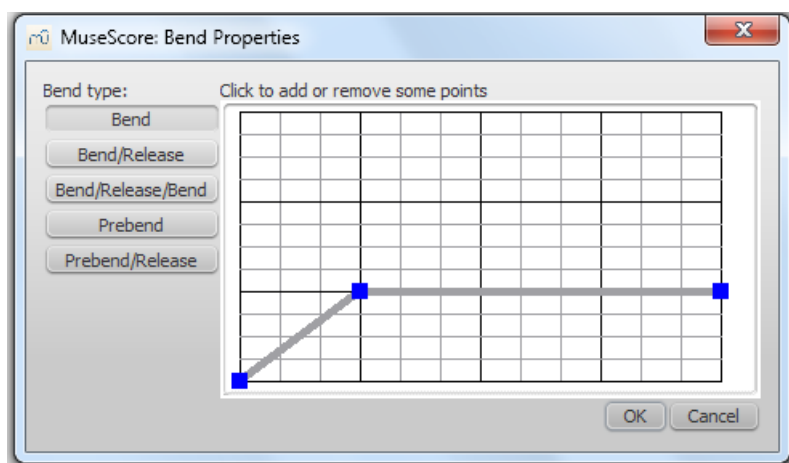 MuseScore: Bend Properties
Bend type:
Click to add or remove some points
Bend
Bend/Release
Bend/Release/Bend
Prebend
Prebend/Release
OK
Cancel